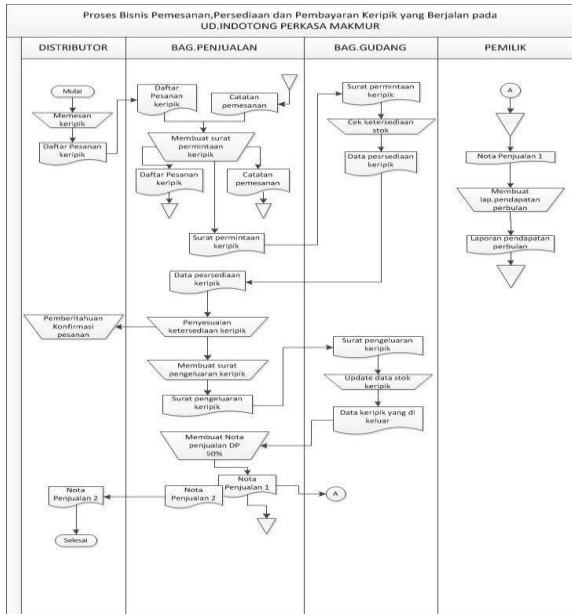 Proses Bisnis Pemesanan,Persediaan dan Pembayaran Keripik yang Berjalan pada
UD.INDOTONG PERKASA MAKMUR
DISTRIBUTOR
BAG.PENJUALAN
BAG.GUDANG
PEMILIK
Mulai
Memesan
keripik
Daftar Pesanan
keripik
Daftar
Pesanan
keripik
Catatan
pemesanan
Membuat surat
permintaan
keripik
Daftar Pesanan
keripik
Catatan
pemesanan
Surat permintaan
keripik
Surat permintaan
keripik
Cek ketersediaan
stok
Data pesrsediaan
keripik
Data pesrsediaan
keripik
Penyesuaian
ketersediaan keripik
Pemberitahuan
Konfirmasi
pesanan
Membuat surat
pengeluaran keripik
Surat pengeluaran
keripik
Surat pengeluaran
keripik
Update data stok
keripik
Data keripik yang di
keluar
Membuat Nota
penjualan DP
50%
Nota
Penjualan 1
Nota
Penjualan 2
A
Nota
Penjualan 2
Selesai
A
Nota Penjualan 1
Membuat
lap.pendapatan
perbulan
Laporan pendapatan
perbulan